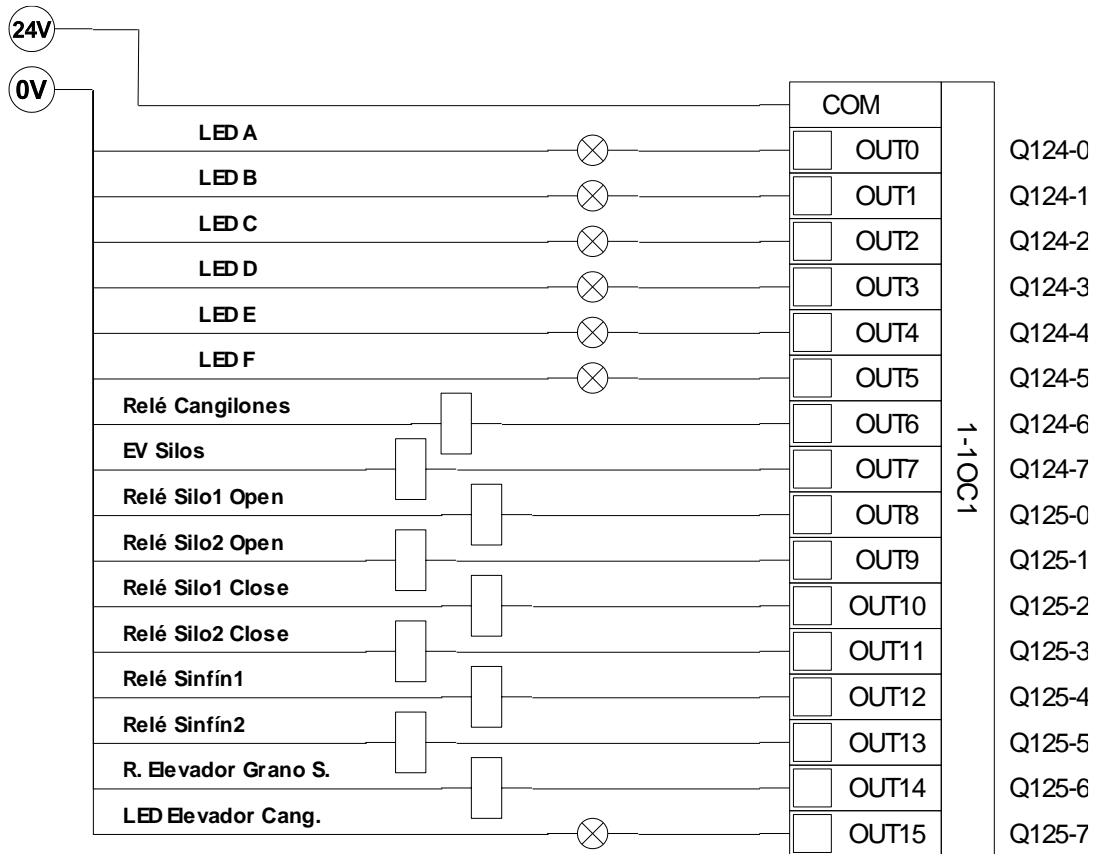 24V
0V
COM
LED A
OUT0 Q124-0
LED B
OUT1 Q124-1
LED C
OUT2 Q124-2
LED D
OUT3 Q124-3
LED E
OUT4 Q124-4
LED F
OUT5 Q124-5
Relé Cangilones
OUT6 Q124-6
EV Silos
OUT7 Q124-7
Relé Silo1 Open
OUT8 Q125-0
Relé Silo2 Open
OUT9 Q125-1
Relé Silo1 Close
OUT10 Q125-2
Relé Silo2 Close
OUT11 Q125-3
Relé Sinfín1
OUT12 Q125-4
Relé Sinfín2
OUT13 Q125-5
R. Elevador Grano S.
OUT14 Q125-6
LED Elevador Cang.
OUT15 Q125-7
1-1OC1